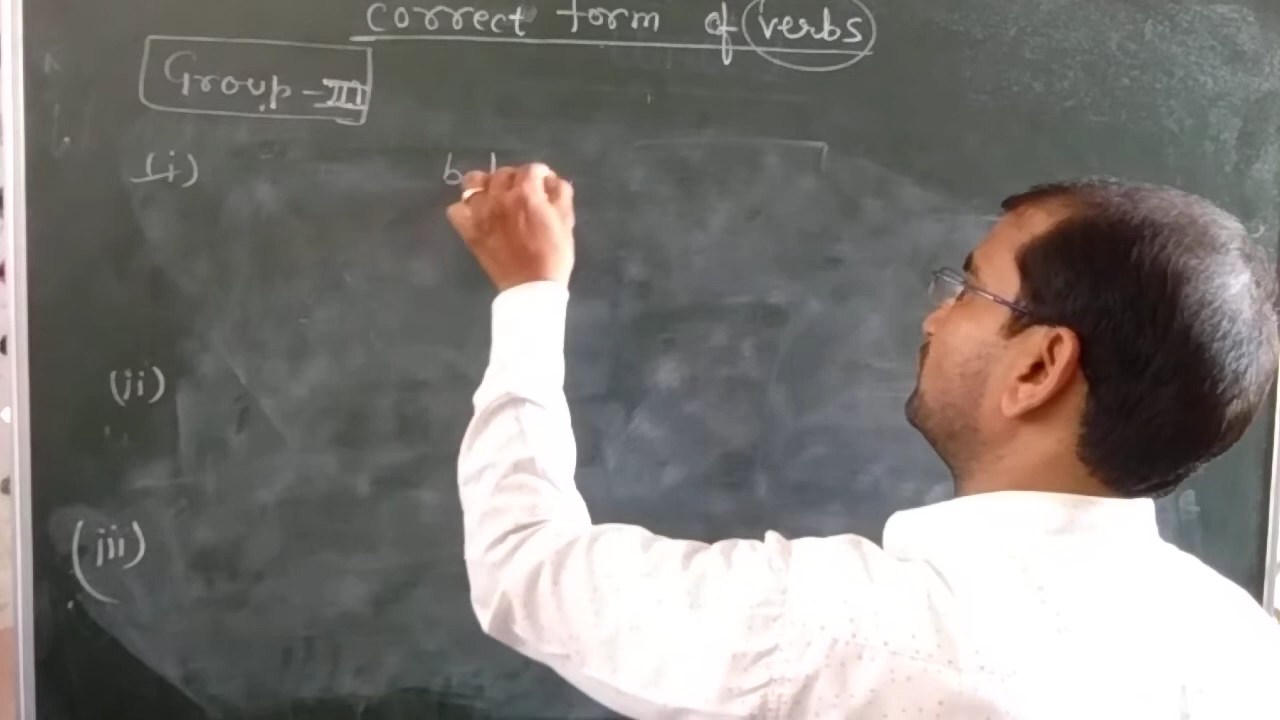 correct form of verbs
Group-III
(i)
(ii)
(iii)